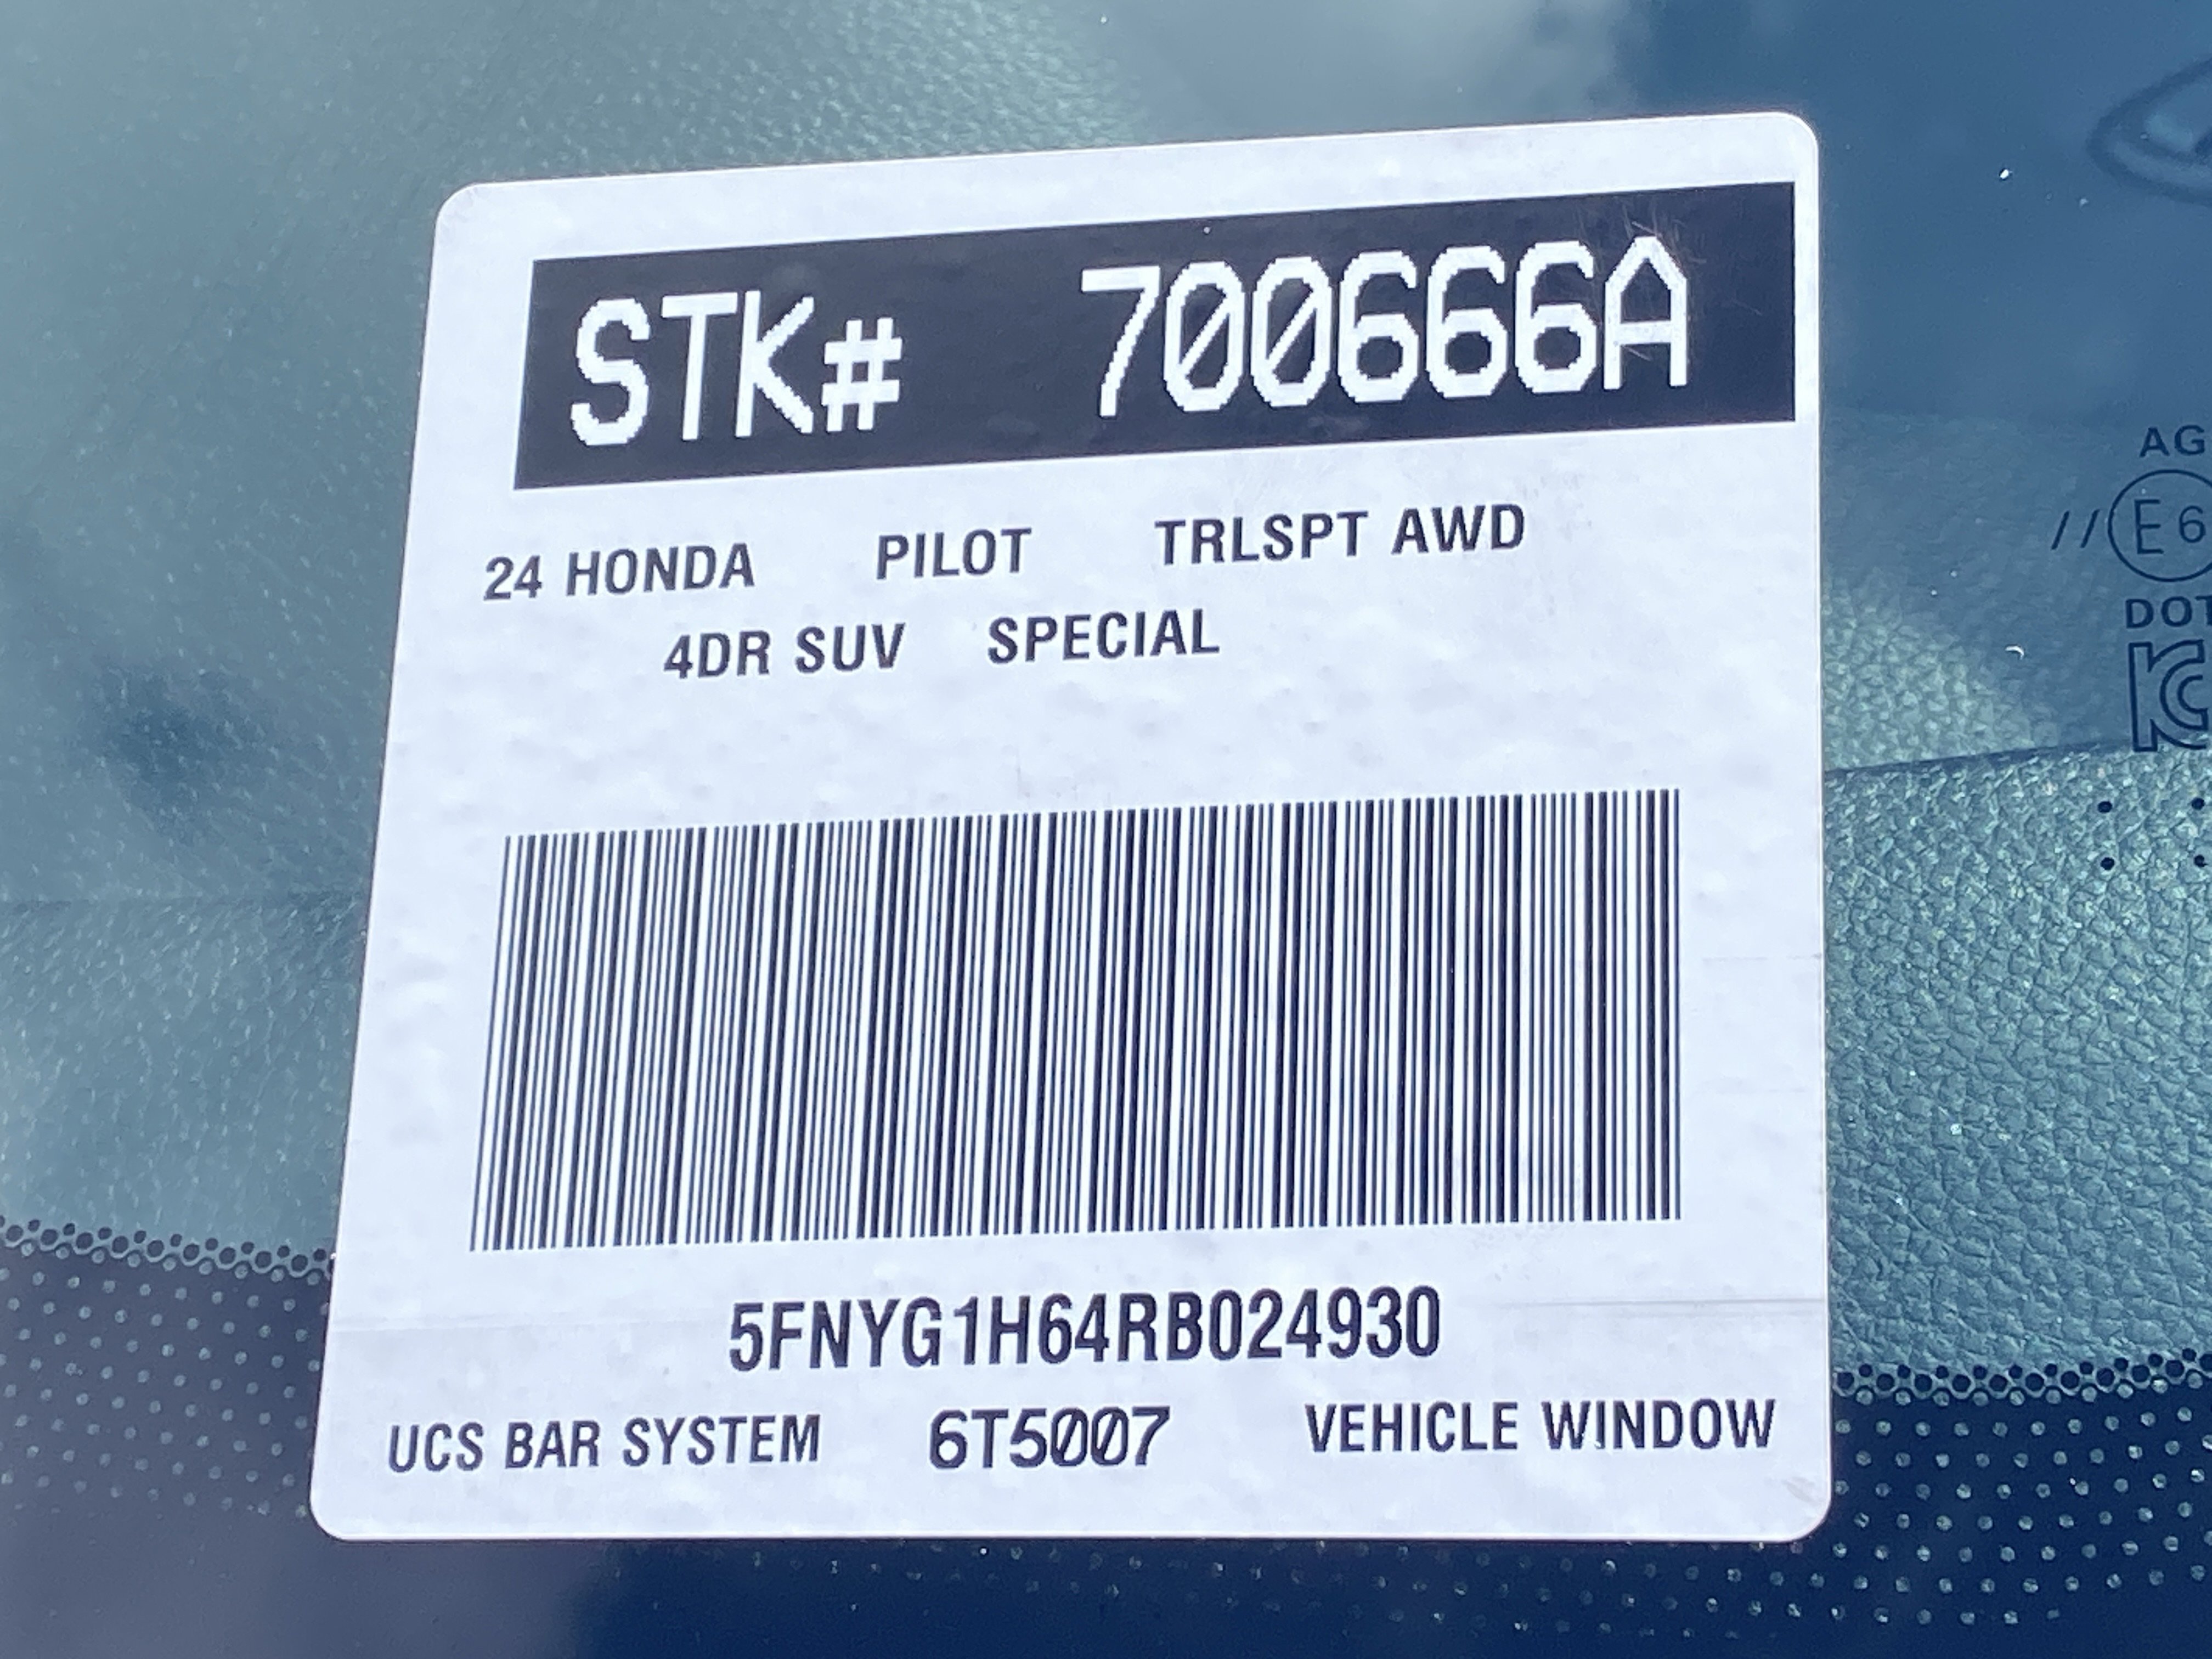 STK# 700666A
24 HONDA PILOT TRLSPT AWD
4DR SUV SPECIAL
5FNYG1H64RB024930
UCS BAR SYSTEM 6T5007 VEHICLE WINDOW
AG
//E6
DOT